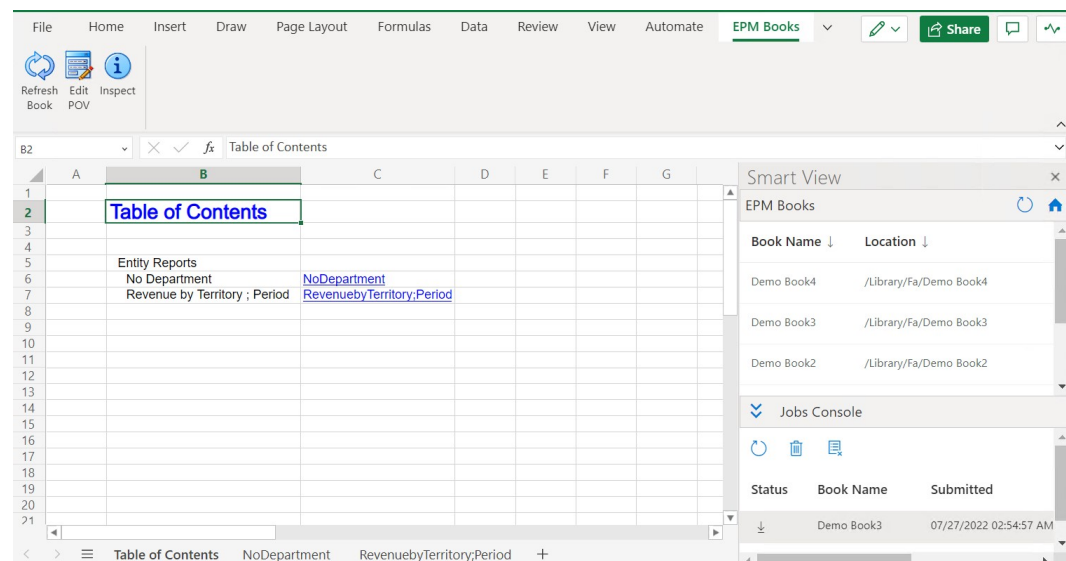 File Home Insert Draw Page Layout Formulas Data Review View Automate EPM Books Share
Refresh Book Edit POV Inspect
B2 fx Table of Contents
A B C D E F G
1
2 Table of Contents
3
4
5 Entity Reports
6 No Department NoDepartment
7 Revenue by Territory ; Period RevenuebyTerritory;Period
8
9
10
11
12
13
14
15
16
17
18
19
20
21
Table of Contents NoDepartment RevenuebyTerritory;Period +
Smart View
EPM Books
Book Name ↓ Location ↓
Demo Book4 /Library/Fa/Demo Book4
Demo Book3 /Library/Fa/Demo Book3
Demo Book2 /Library/Fa/Demo Book2
Jobs Console
Status Book Name Submitted
Demo Book3 07/27/2022 02:54:57 AM